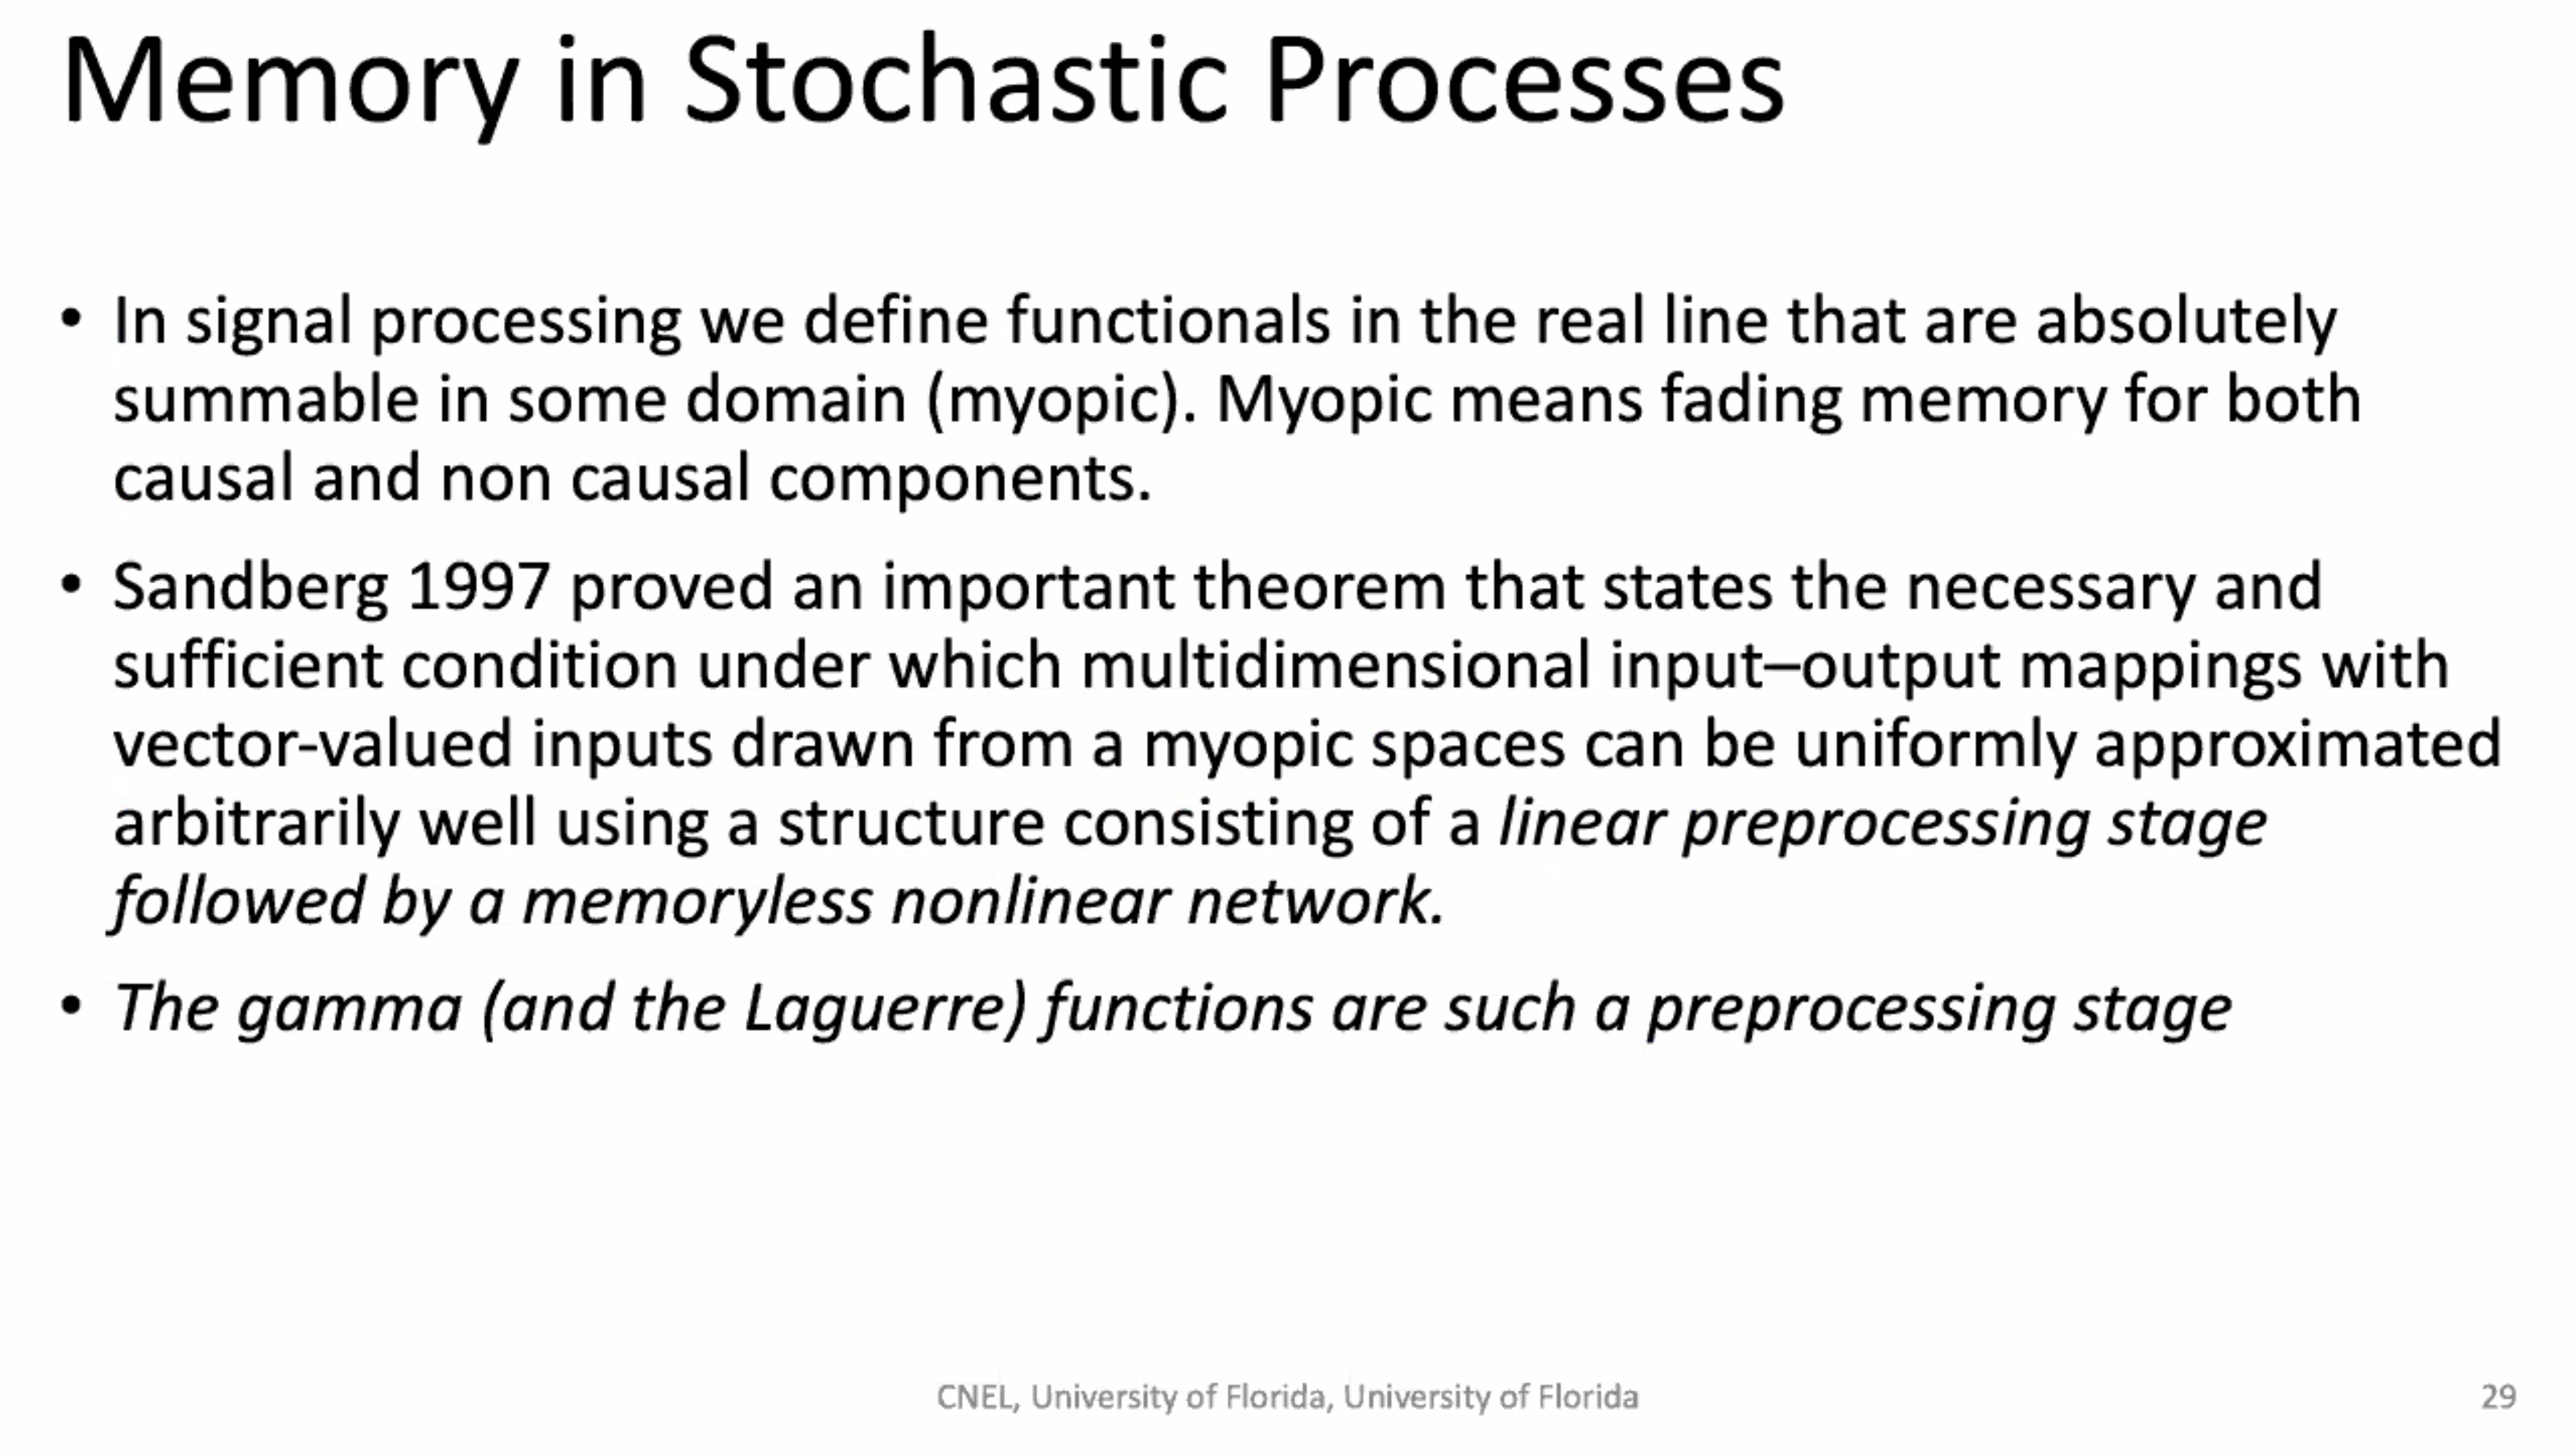 Memory in Stochastic Processes
• In signal processing we define functionals in the real line that are absolutely
summable in some domain (myopic). Myopic means fading memory for both
causal and non causal components.
• Sandberg 1997 proved an important theorem that states the necessary and
sufficient condition under which multidimensional input–output mappings with
vector-valued inputs drawn from a myopic spaces can be uniformly approximated
arbitrarily well using a structure consisting of a linear preprocessing stage
followed by a memoryless nonlinear network.
• The gamma (and the Laguerre) functions are such a preprocessing stage
CNEL, University of Florida, University of Florida
29